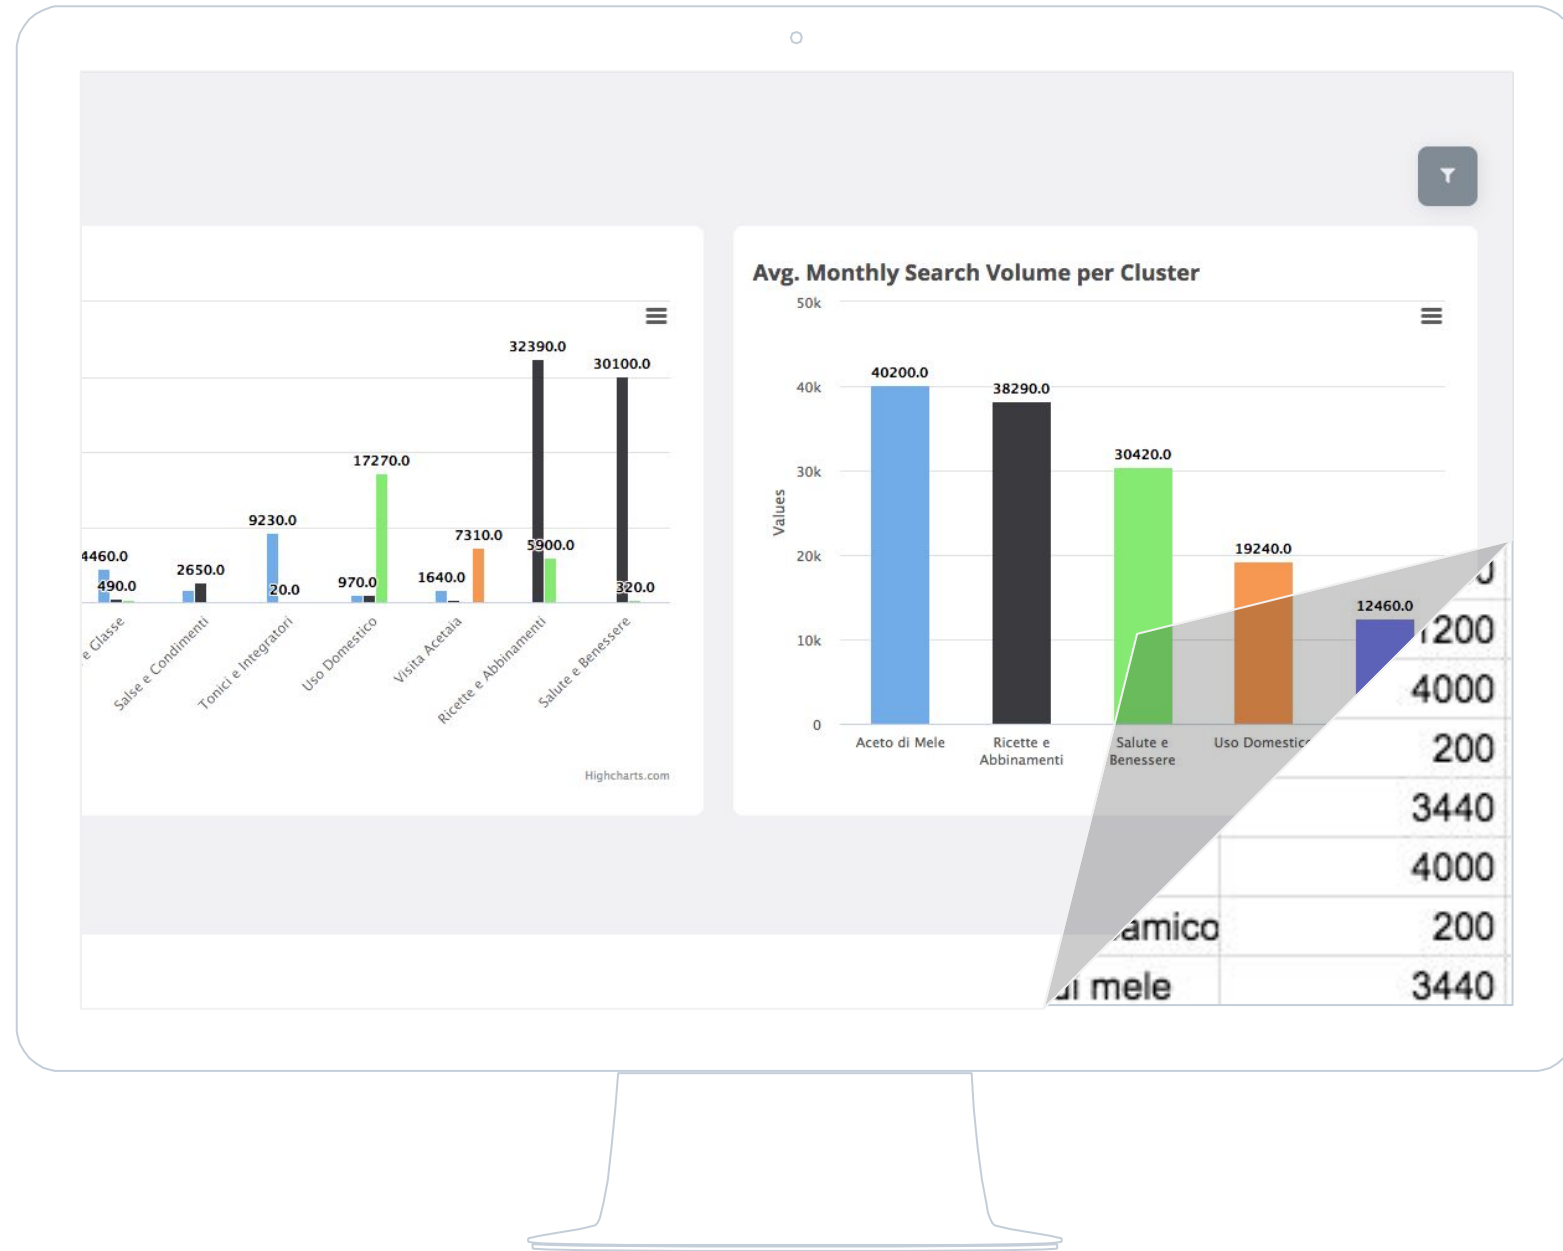 32390.0
30100.0
17270.0
9230.0
7310.0
5900.0
4460.0
2650.0
1640.0
970.0
490.0
20.0
320.0
e Glasse
Salse e Condimenti
Tonici e Integratori
Uso Domestico
Visita Acetaia
Ricette e Abbinamenti
Salute e Benessere
Highcharts.com
Avg. Monthly Search Volume per Cluster
50k
40k
30k
20k
10k
0
Values
40200.0
38290.0
30420.0
19240.0
12460.0
Aceto di Mele
Ricette e
Abbinamenti
Salute e
Benessere
Uso Domestico
1200
4000
200
3440
4000
amico
200
di mele
3440